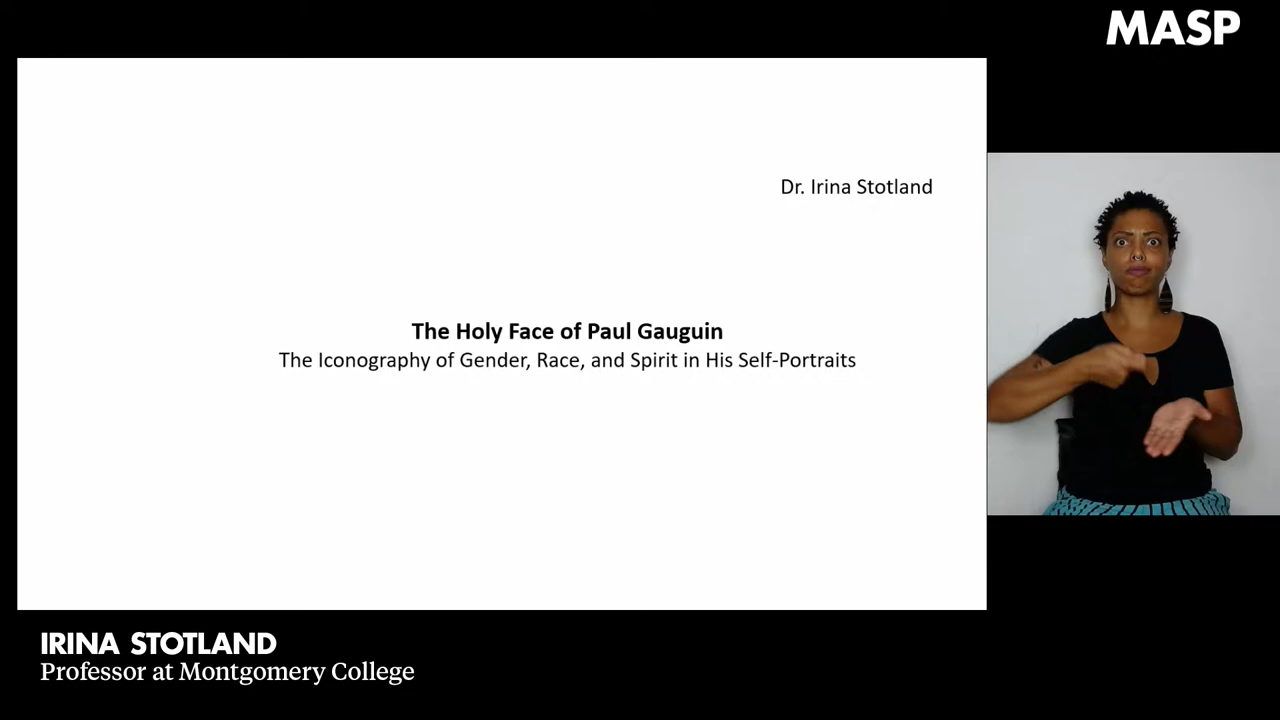 MASP
Dr. Irina Stotland
The Holy Face of Paul Gauguin
The Iconography of Gender, Race, and Spirit in His Self-Portraits
IRINA STOTLAND
Professor at Montgomery College